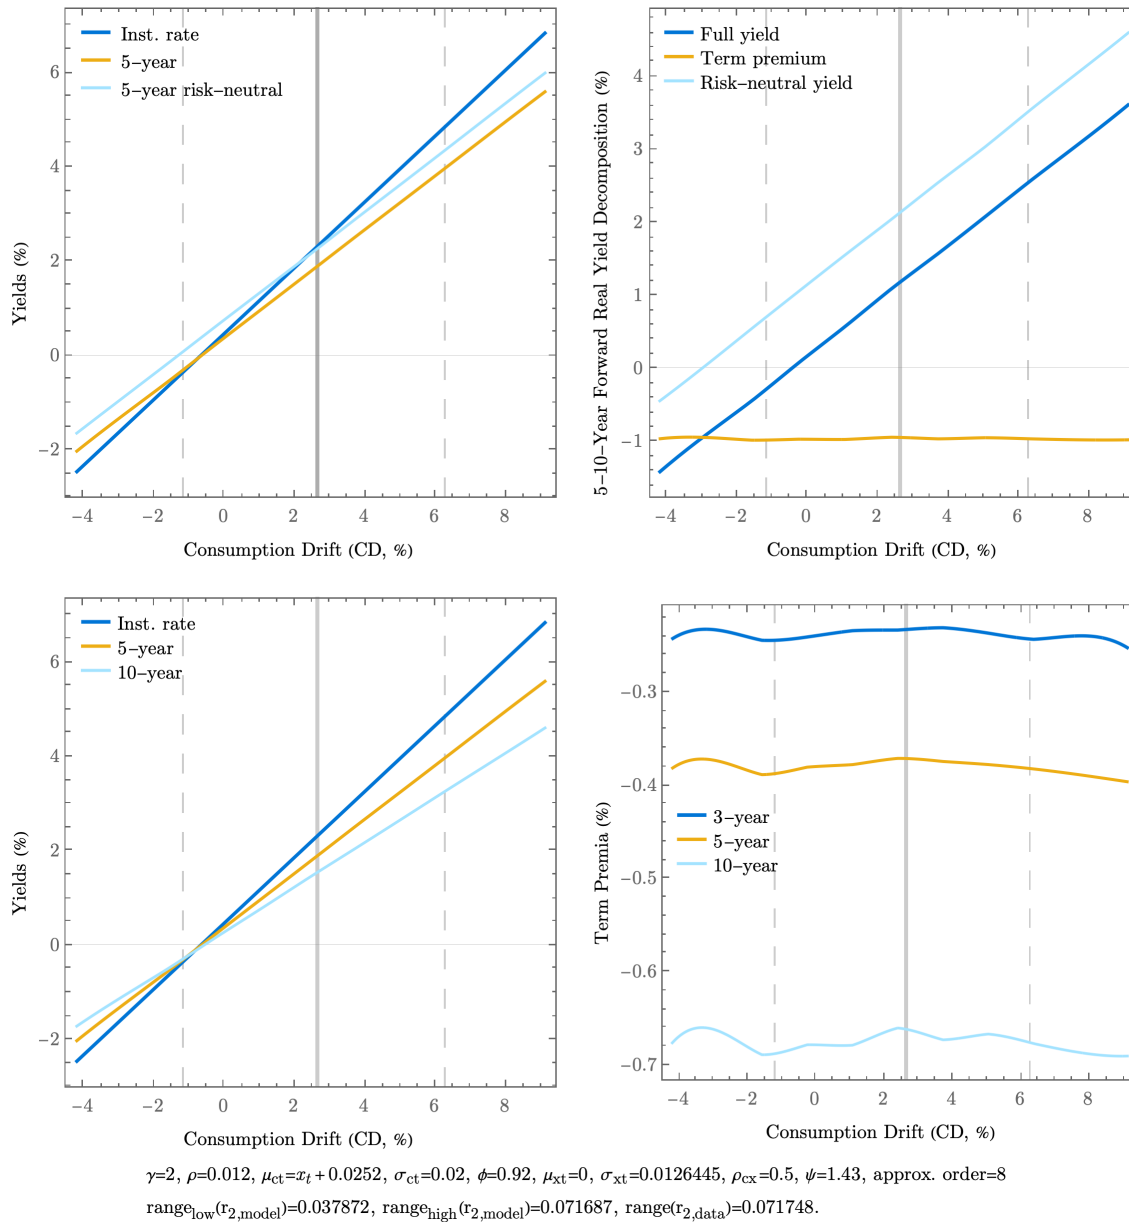 Inst. rate
5−year
5−year risk−neutral
Yields (%)
6
4
2
0
−2
−4 −2 0 2 4 6 8
Consumption Drift (CD, %)
Full yield
Term premium
Risk−neutral yield
5−10−Year Forward Real Yield Decomposition (%)
4
3
2
1
0
−1
−4 −2 0 2 4 6 8
Consumption Drift (CD, %)
Inst. rate
5−year
10−year
Yields (%)
6
4
2
0
−2
−4 −2 0 2 4 6 8
Consumption Drift (CD, %)
−0.3
−0.4
3−year
5−year
10−year
Term Premia (%)
−0.5
−0.6
−0.7
−4 −2 0 2 4 6 8
Consumption Drift (CD, %)
γ=2, ρ=0.012, μct=xt+0.0252, σct=0.02, ϕ=0.92, μxt=0, σxt=0.0126445, ρcx=0.5, ψ=1.43, approx. order=8
rangelow(r2,model)=0.037872, rangehigh(r2,model)=0.071687, range(r2,data)=0.071748.